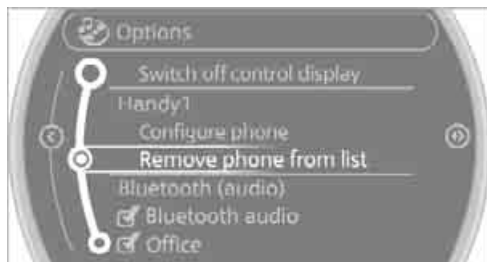 Options
Switch off control display
Handy1
Configure phone
Remove phone from list
Bluetooth (audio)
Bluetooth audio
Office